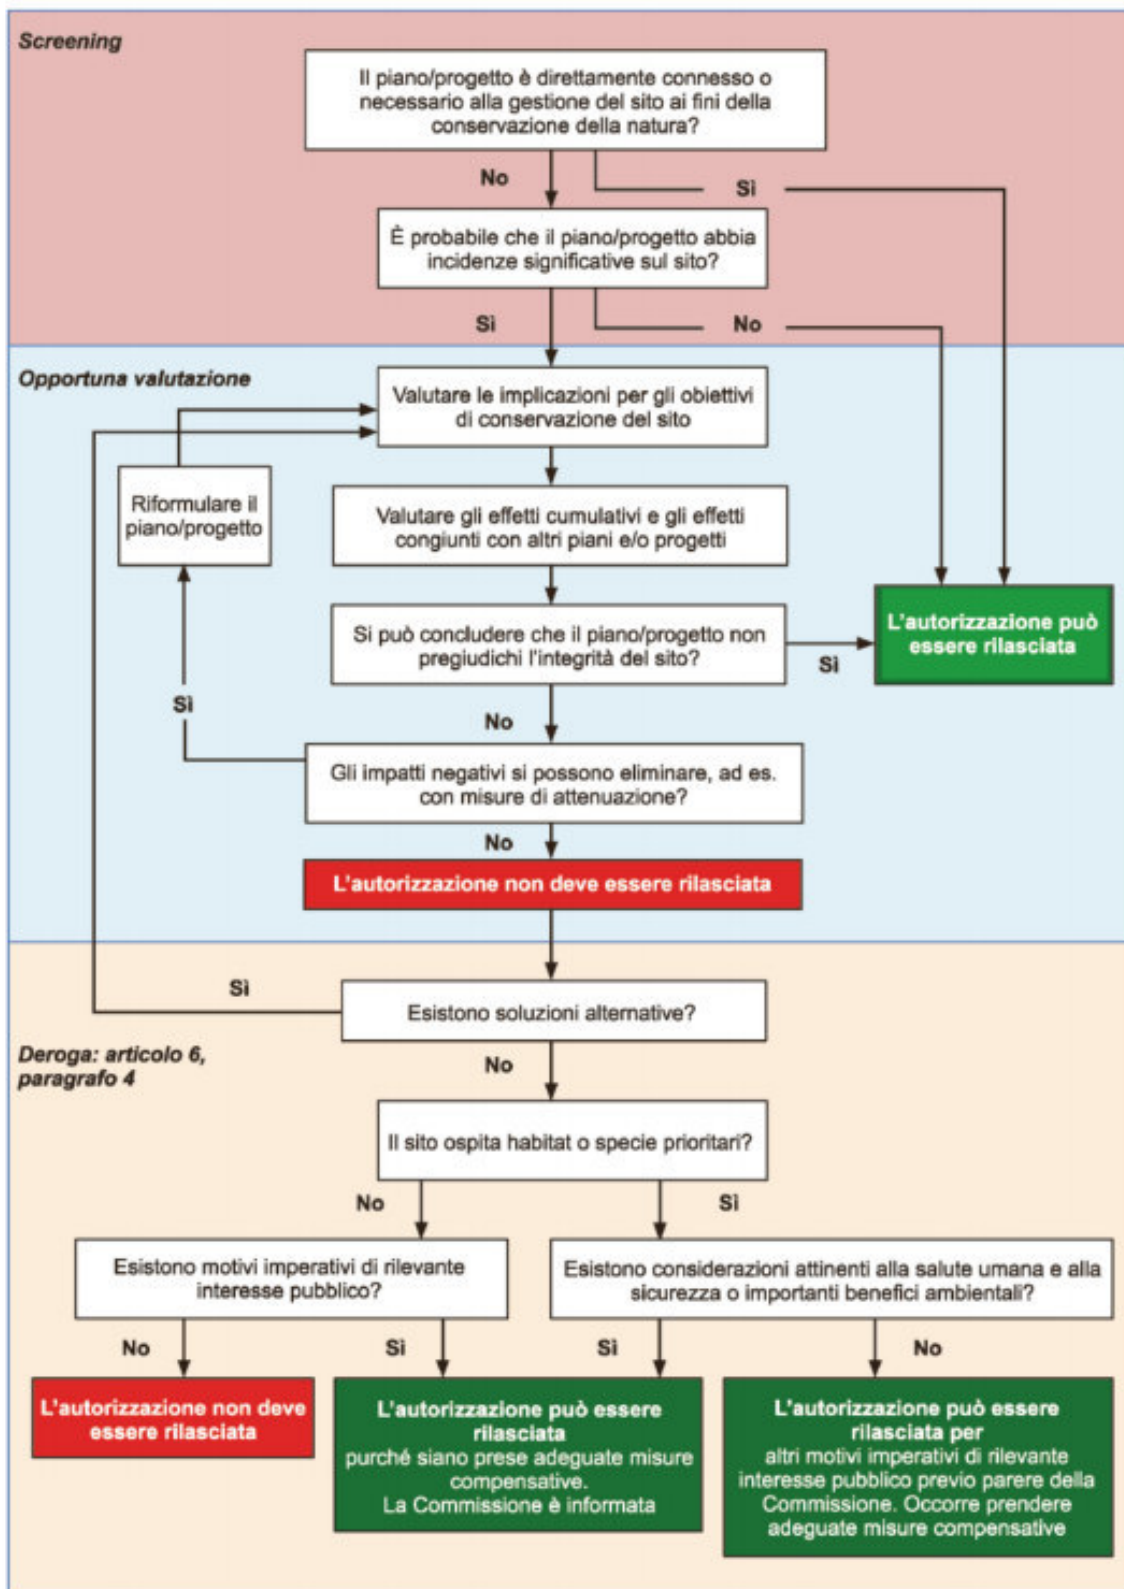 Screening
Il piano/progetto è direttamente connesso o
necessario alla gestione del sito ai fini della
conservazione della natura?
No
Sì
È probabile che il piano/progetto abbia
incidenze significative sul sito?
Sì
No
Opportuna valutazione
Valutare le implicazioni per gli obiettivi
di conservazione del sito
Riformulare il
piano/progetto
Valutare gli effetti cumulativi e gli effetti
congiunti con altri piani e/o progetti
Si può concludere che il piano/progetto non
pregiudichi l'integrità del sito?
Sì
L'autorizzazione può
essere rilasciata
Sì
No
Gli impatti negativi si possono eliminare, ad es.
con misure di attenuazione?
No
L'autorizzazione non deve essere rilasciata
Sì
Esistono soluzioni alternative?
Deroga: articolo 6,
paragrafo 4
No
Il sito ospita habitat o specie prioritari?
No
Sì
Esistono motivi imperativi di rilevante
interesse pubblico?
Esistono considerazioni attinenti alla salute umana e alla
sicurezza o importanti benefici ambientali?
No
Sì
Sì
No
L'autorizzazione non deve
essere rilasciata
L'autorizzazione può essere
rilasciata
purché siano prese adeguate misure
compensative.
La Commissione è informata
L'autorizzazione può essere
rilasciata per
altri motivi imperativi di rilevante
interesse pubblico previo parere della
Commissione. Occorre prendere
adeguate misure compensative